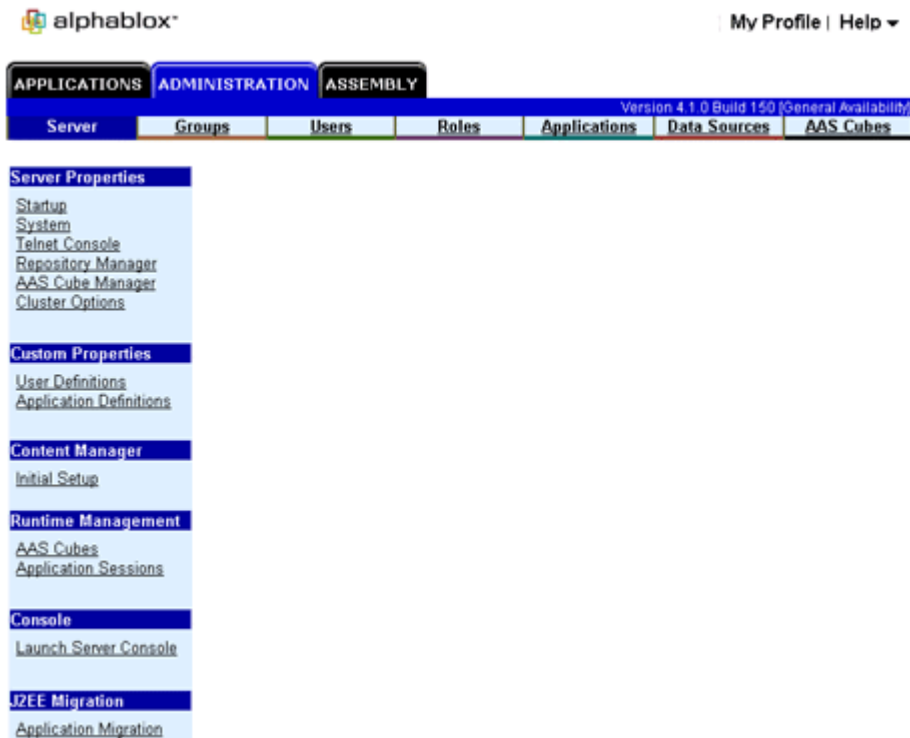 alphablox
My Profile | Help
APPLICATIONS ADMINISTRATION ASSEMBLY
Version 4.1.0 Build 150 (General Availability)
Server Groups Users Roles Applications Data Sources AAS Cubes
Server Properties
Startup
System
Telnet Console
Repository Manager
AAS Cube Manager
Cluster Options
Custom Properties
User Definitions
Application Definitions
Content Manager
Initial Setup
Runtime Management
AAS Cubes
Application Sessions
Console
Launch Server Console
J2EE Migration
Application Migration